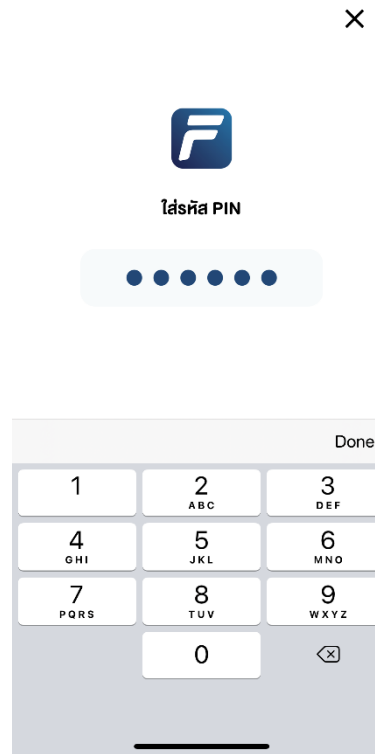 ใส่รหัส PIN
Done
1 2 3
ABC DEF
4 5 6
GHI JKL MNO
7 8 9
PQRS TUV WXYZ
0